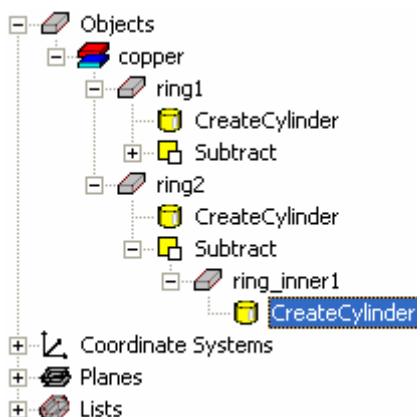 Objects
copper
ring1
CreateCylinder
Subtract
ring2
CreateCylinder
Subtract
ring_inner1
CreateCylinder
Coordinate Systems
Planes
Lists